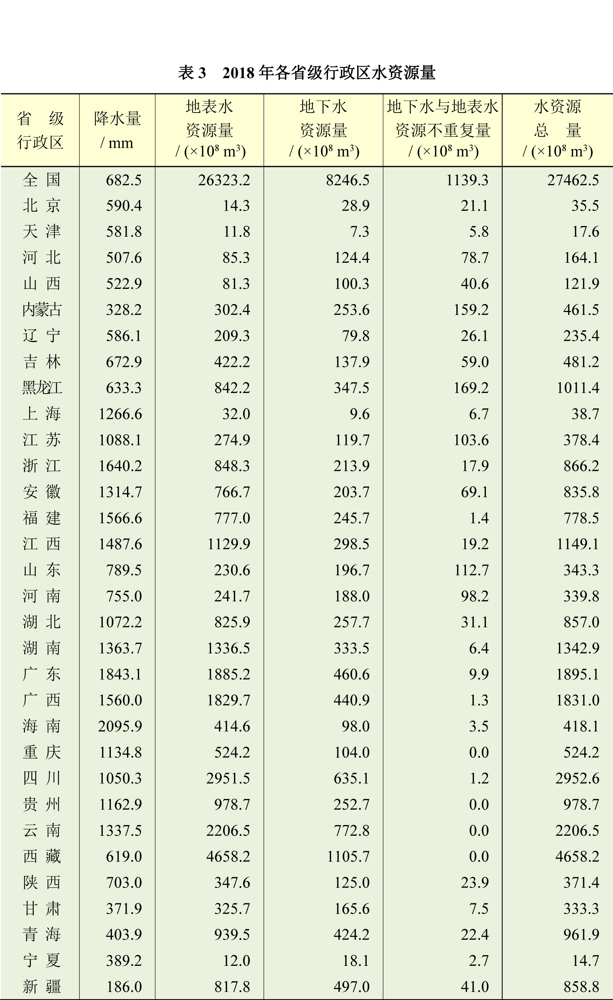 表 3 2018 年各省级行政区水资源量
省 级 行政区 降水量 / mm 地表水 资源量 / (×10⁸ m³) 地下水 资源量 / (×10⁸ m³) 地下水与地表水 资源不重复量 / (×10⁸ m³) 水资源 总 量 / (×10⁸ m³)
全 国 682.5 26323.2 8246.5 1139.3 27462.5
北 京 590.4 14.3 28.9 21.1 35.5
天 津 581.8 11.8 7.3 5.8 17.6
河 北 507.6 85.3 124.4 78.7 164.1
山 西 522.9 81.3 100.3 40.6 121.9
内蒙古 328.2 302.4 253.6 159.2 461.5
辽 宁 586.1 209.3 79.8 26.1 235.4
吉 林 672.9 422.2 137.9 59.0 481.2
黑龙江 633.3 842.2 347.5 169.2 1011.4
上 海 1266.6 32.0 9.6 6.7 38.7
江 苏 1088.1 274.9 119.7 103.6 378.4
浙 江 1640.2 848.3 213.9 17.9 866.2
安 徽 1314.7 766.7 203.7 69.1 835.8
福 建 1566.6 777.0 245.7 1.4 778.5
江 西 1487.6 1129.9 298.5 19.2 1149.1
山 东 789.5 230.6 196.7 112.7 343.3
河 南 755.0 241.7 188.0 98.2 339.8
湖 北 1072.2 825.9 257.7 31.1 857.0
湖 南 1363.7 1336.5 333.5 6.4 1342.9
广 东 1843.1 1885.2 460.6 9.9 1895.1
广 西 1560.0 1829.7 440.9 1.3 1831.0
海 南 2095.9 414.6 98.0 3.5 418.1
重 庆 1134.8 524.2 104.0 0.0 524.2
四 川 1050.3 2951.5 635.1 1.2 2952.6
贵 州 1162.9 978.7 252.7 0.0 978.7
云 南 1337.5 2206.5 772.8 0.0 2206.5
西 藏 619.0 4658.2 1105.7 0.0 4658.2
陕 西 703.0 347.6 125.0 23.9 371.4
甘 肃 371.9 325.7 165.6 7.5 333.3
青 海 403.9 939.5 424.2 22.4 961.9
宁 夏 389.2 12.0 18.1 2.7 14.7
新 疆 186.0 817.8 497.0 41.0 858.8